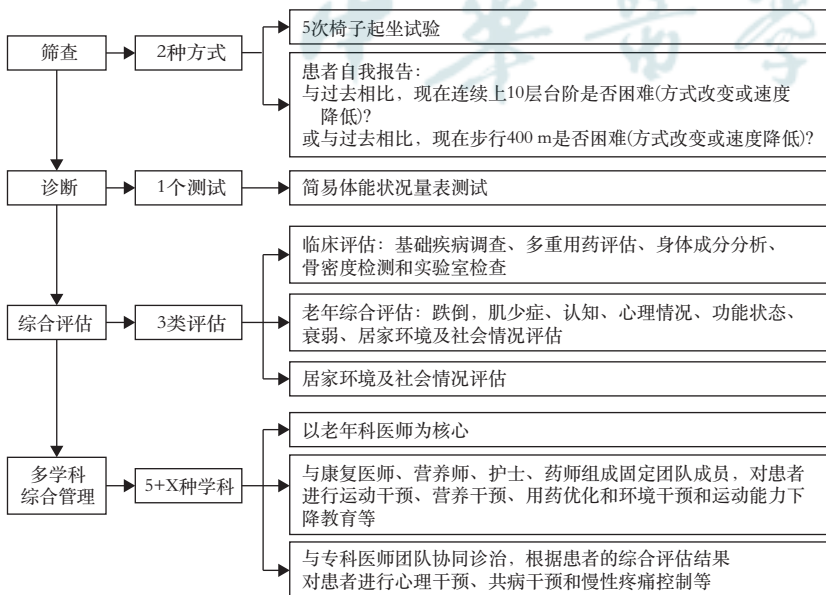 中华医学
筛查
2种方式
5次椅子起坐试验
患者自我报告：
与过去相比，现在连续上10层台阶是否困难(方式改变或速度
降低)？
或与过去相比，现在步行400 m是否困难(方式改变或速度降低)？
诊断
1个测试
简易体能状况量表测试
综合评估
3类评估
临床评估：基础疾病调查、多重用药评估、身体成分分析、
骨密度检测和实验室检查
老年综合评估：跌倒，肌少症、认知、心理情况、功能状态、
衰弱、居家环境及社会情况评估
居家环境及社会情况评估
多学科
综合管理
5+X种学科
以老年科医师为核心
与康复医师、营养师、护士、药师组成固定团队成员，对患者
进行运动干预、营养干预、用药优化和环境干预和运动能力下
降教育等
与专科医师团队协同诊治，根据患者的综合评估结果
对患者进行心理干预、共病干预和慢性疼痛控制等